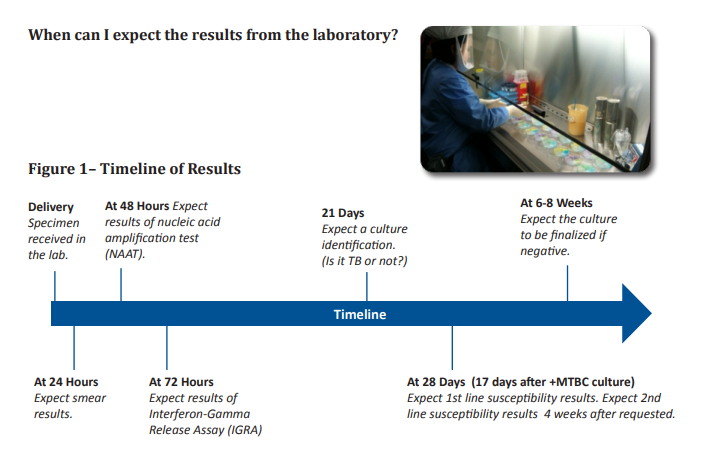 When can I expect the results from the laboratory?
Figure 1– Timeline of Results
Delivery
Specimen
received in
the lab.
At 48 Hours Expect
results of nucleic acid
amplification test
(NAAT).
21 Days
Expect a culture
identification.
(Is it TB or not?)
At 6-8 Weeks
Expect the culture
to be finalized if
negative.
Timeline
At 24 Hours
Expect smear
results.
At 72 Hours
Expect results of
Interferon-Gamma
Release Assay (IGRA)
At 28 Days (17 days after +MTBC culture)
Expect 1st line susceptibility results. Expect 2nd
line susceptibility results 4 weeks after requested.